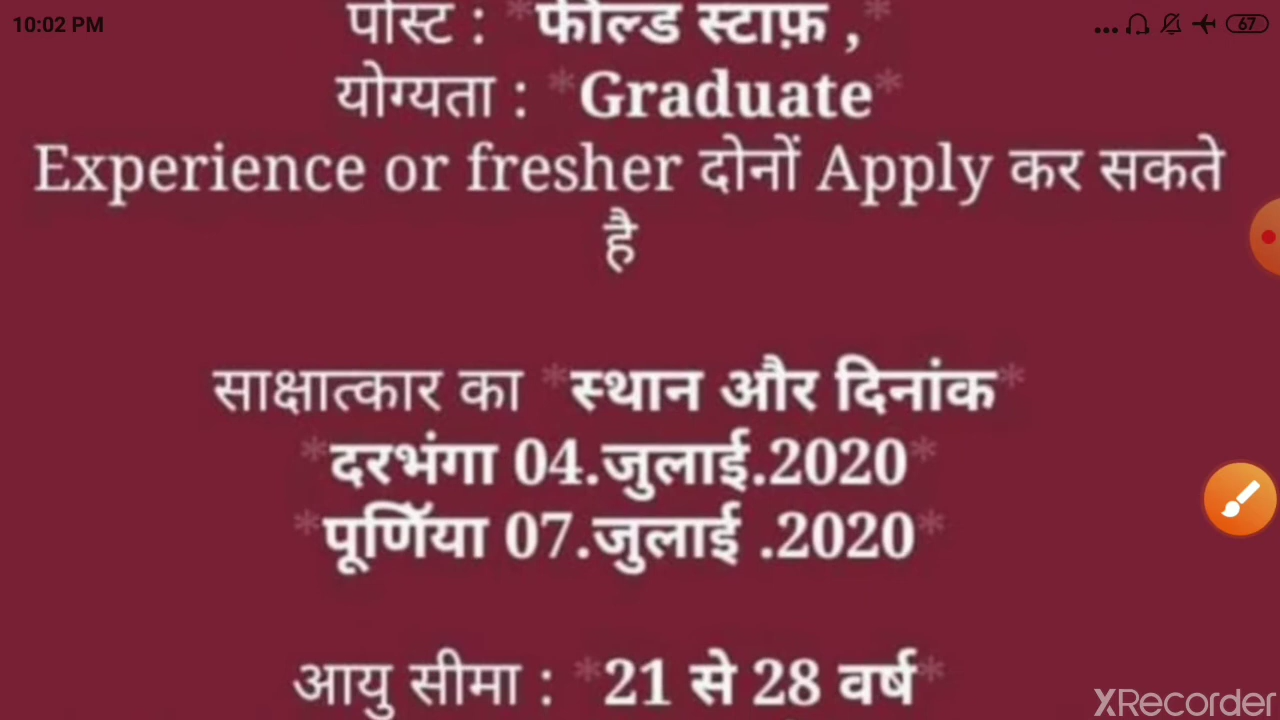 10:02 PM
67
पोस्ट : *फील्ड स्टाफ़ ,*
योग्यता : *Graduate*
Experience or fresher दोनों Apply कर सकते
है
साक्षात्कार का *स्थान और दिनांक*
*दरभंगा 04.जुलाई.2020*
*पूर्णिया 07.जुलाई .2020*
आयु सीमा : *21 से 28 वर्ष*
XRecorder